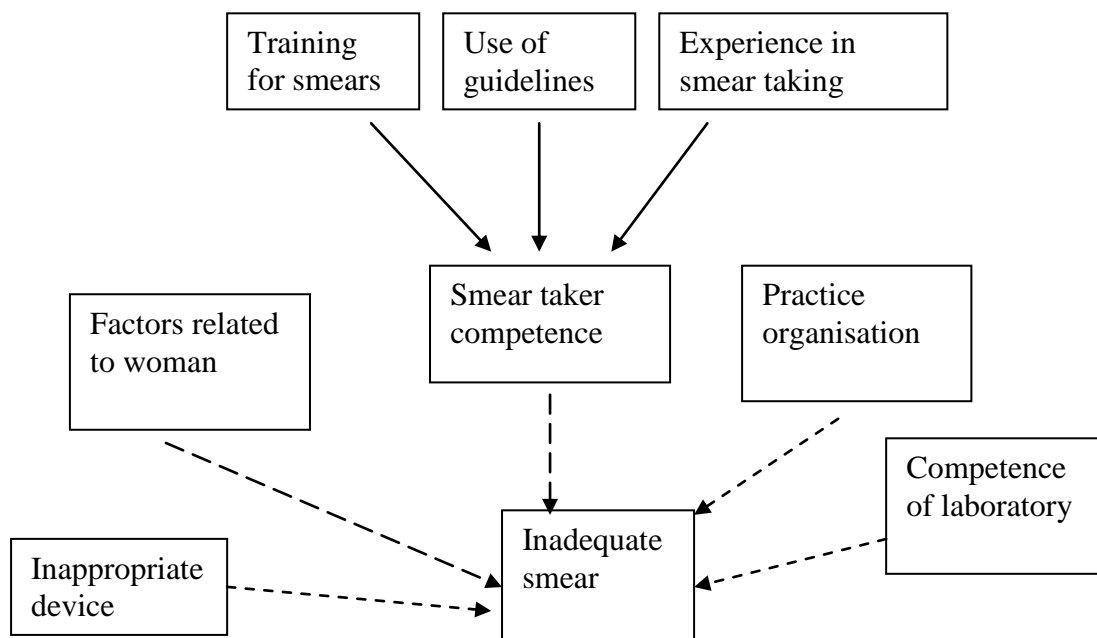 Training
for smears
Use of
guidelines
Experience in
smear taking
Smear taker
competence
Practice
organisation
Factors related
to woman
Competence
of laboratory
Inadequate
smear
Inappropriate
device